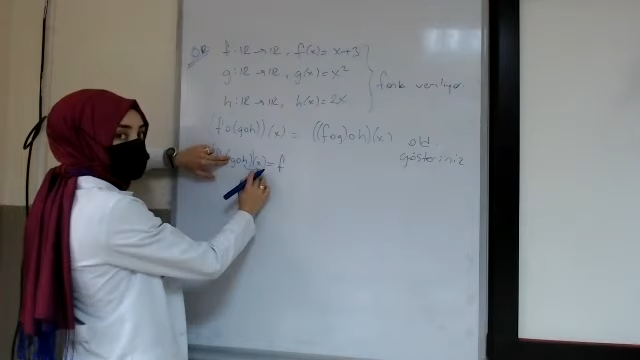 ÖR/ f: IR → IR, f(x) = x+3
g: IR → IR, g(x) = x²
h: IR → IR, h(x) = 2x
fonk. veriliyor.
(fo(goh))(x) = ((fog)oh)(x) old.
gösteriniz
goh)(x) = f